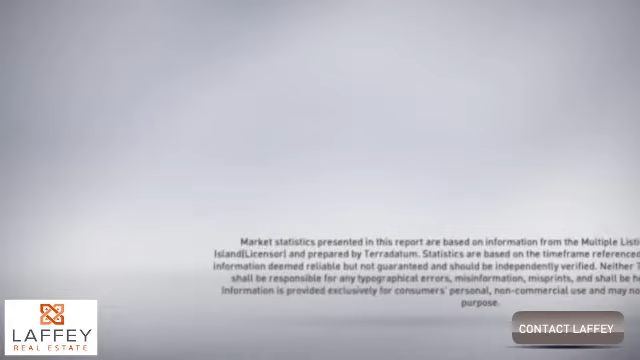 Market statistics presented in this report are based on information from the Multiple
Island(Licensor) and prepared by Terradatum. Statistics are based on the timeframe referenced
information deemed reliable but not guaranteed and should be independently verified. Neither
shall be responsible for any typographical errors, misinformation, misprints, and shall be
Information is provided exclusively for consumers' personal, non-commercial use and may
purpose.
LAFFEY
REAL ESTATE
CONTACT LAFFEY